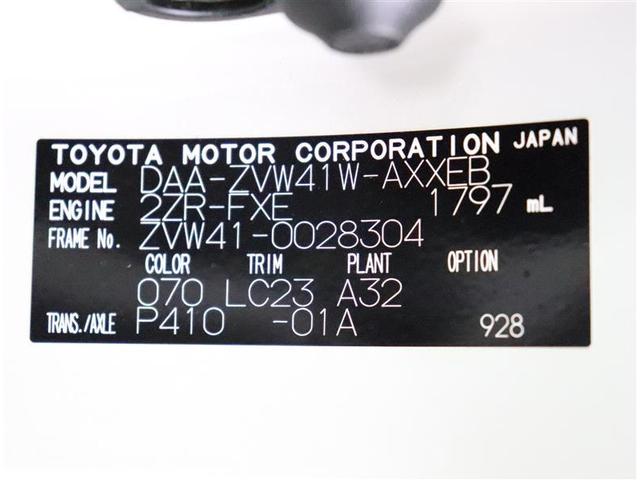 TOYOTA MOTOR CORPORATION JAPAN
MODEL DAA-ZVW41W-AXXEB
ENGINE 2ZR-FXE 1797 mL
FRAME No. ZVW41-0028304
COLOR TRIM PLANT OPTION
070 LC23 A32
TRANS./AXLE P410 -01A 928